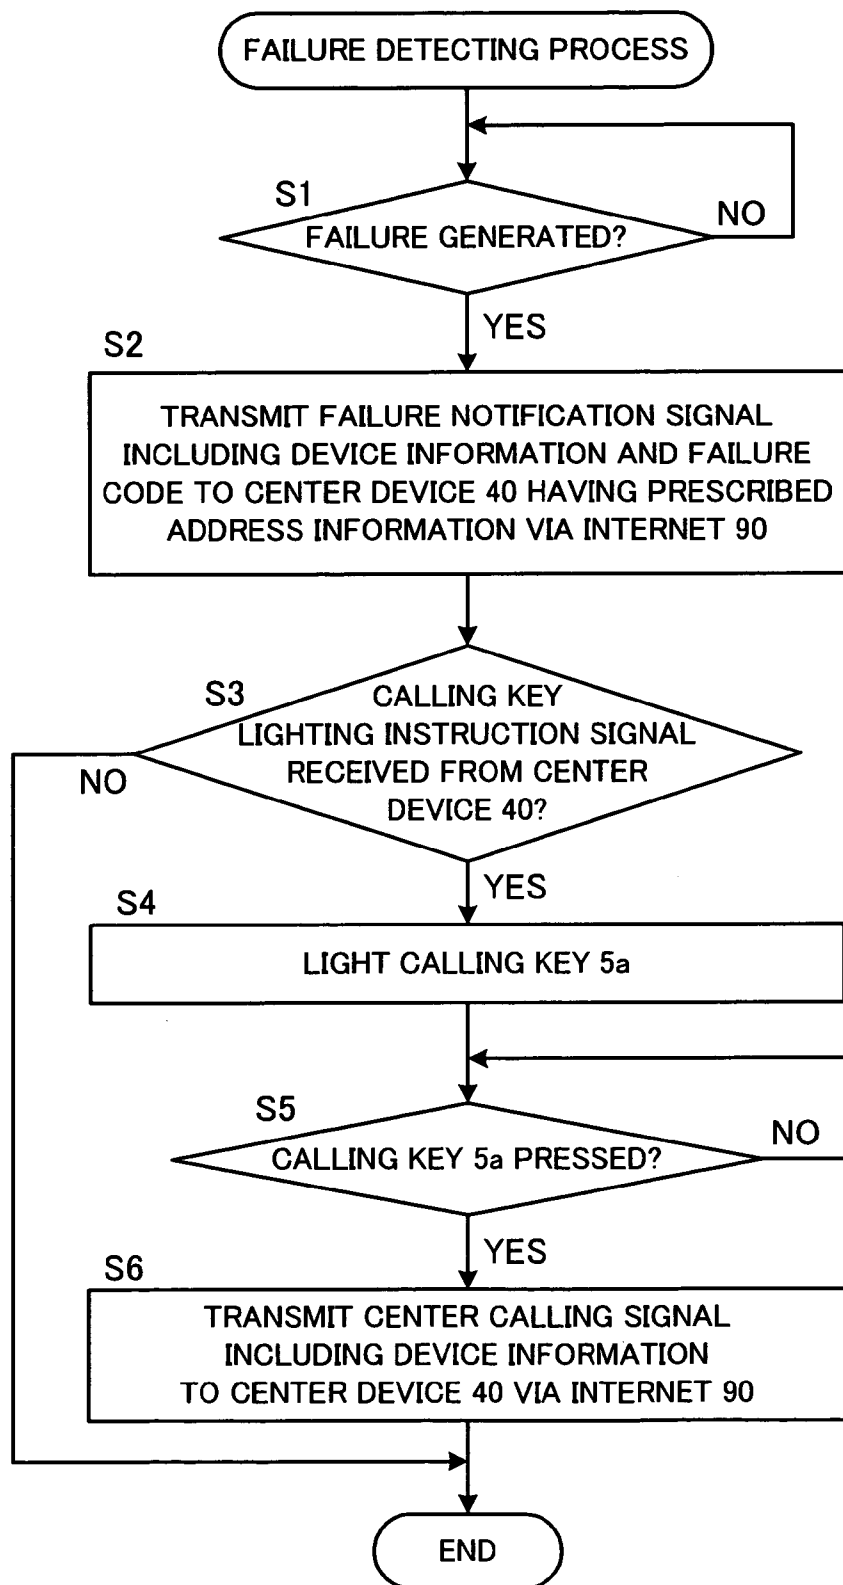 FAILURE DETECTING PROCESS
S1
FAILURE GENERATED?
NO
YES
S2
TRANSMIT FAILURE NOTIFICATION SIGNAL
INCLUDING DEVICE INFORMATION AND FAILURE
CODE TO CENTER DEVICE 40 HAVING PRESCRIBED
ADDRESS INFORMATION VIA INTERNET 90
S3
CALLING KEY
LIGHTING INSTRUCTION SIGNAL
RECEIVED FROM CENTER
DEVICE 40?
NO
YES
S4
LIGHT CALLING KEY 5a
S5
CALLING KEY 5a PRESSED?
NO
YES
S6
TRANSMIT CENTER CALLING SIGNAL
INCLUDING DEVICE INFORMATION
TO CENTER DEVICE 40 VIA INTERNET 90
END